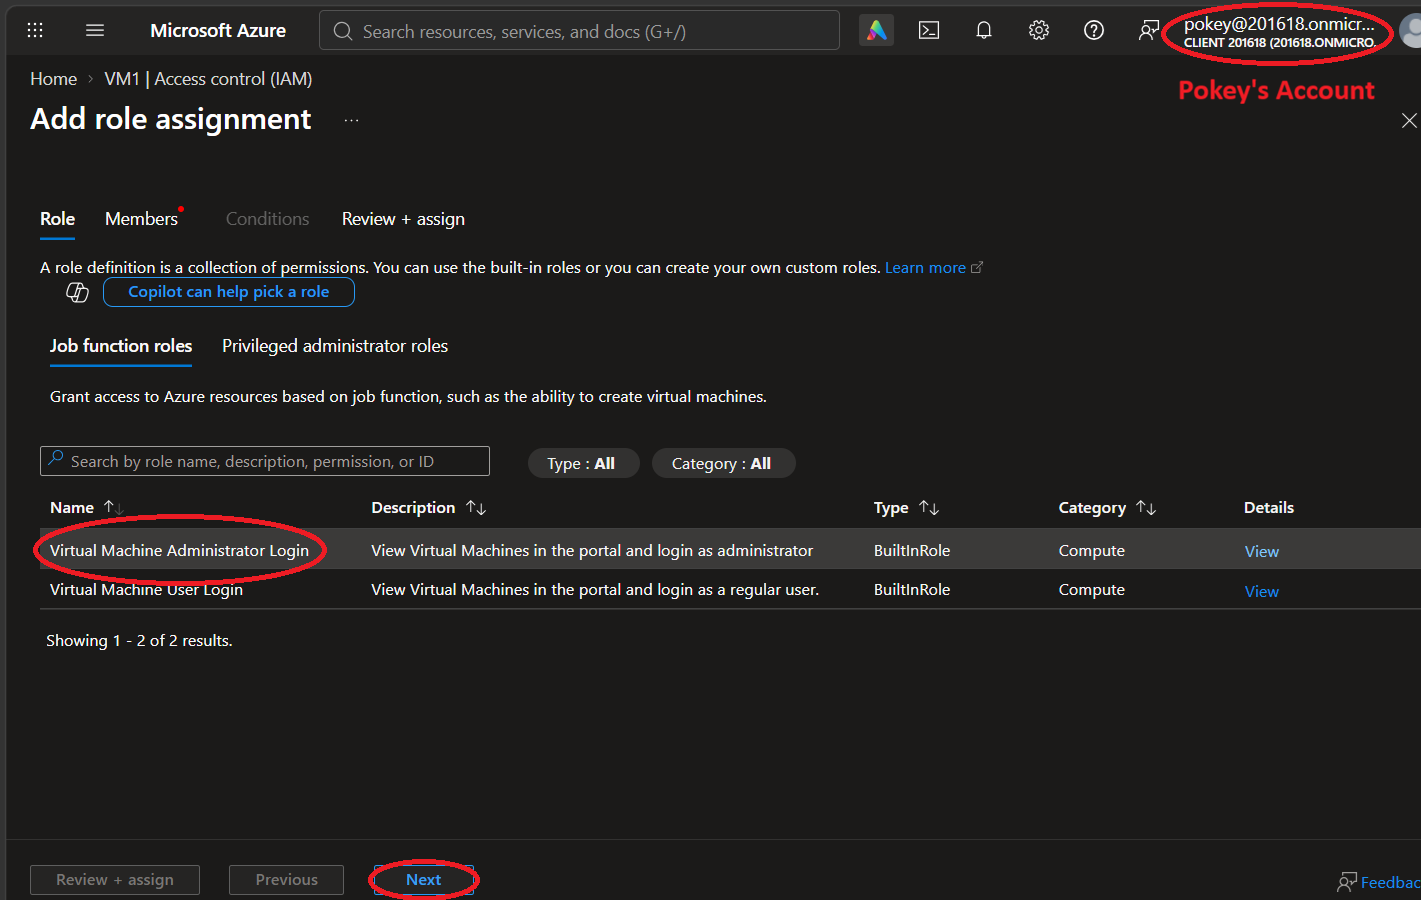 Microsoft Azure
Search resources, services, and docs (G+/)
pokey@201618.onmicr...
CLIENT 201618 (201618.ONMICRO.
Home > VM1 | Access control (IAM)
Pokey's Account
Add role assignment ...
Role Members Conditions Review + assign
A role definition is a collection of permissions. You can use the built-in roles or you can create your own custom roles. Learn more
Copilot can help pick a role
Job function roles Privileged administrator roles
Grant access to Azure resources based on job function, such as the ability to create virtual machines.
Search by role name, description, permission, or ID
Type : All Category : All
Name Description Type Category Details
Virtual Machine Administrator Login View Virtual Machines in the portal and login as administrator BuiltInRole Compute View
Virtual Machine User Login View Virtual Machines in the portal and login as a regular user. BuiltInRole Compute View
Showing 1 - 2 of 2 results.
Review + assign Previous Next
Feedbac